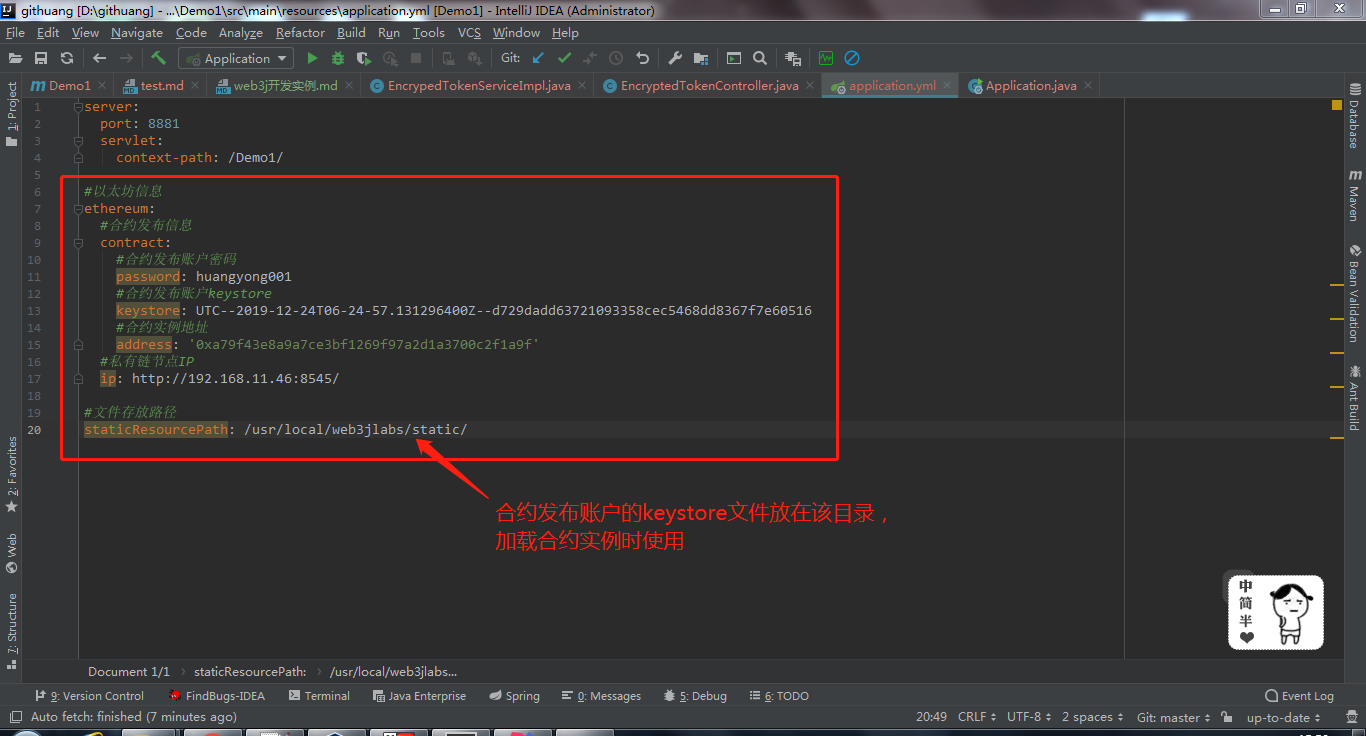 githuang [D:\githuang] - ...\Demo1\src\main\resources\application.yml [Demo1] - IntelliJ IDEA (Administrator)
File Edit View Navigate Code Analyze Refactor Build Run Tools VCS Window Help
Application Git:
Demo1 test.md web3j开发实例.md EncrypedTokenServiceImpl.java EncryptedTokenController.java application.yml Application.java
1: Project
1 server:
2 port: 8881
3 servlet:
4 context-path: /Demo1/
5
6 #以太坊信息
7 ethereum:
8 #合约发布信息
9 contract:
10 #合约发布账户密码
11 password: huangyong001
12 #合约发布账户keystore
13 keystore: UTC--2019-12-24T06-24-57.131296400Z--d729dadd63721093358cec5468dd8367f7e60516
14 #合约实例地址
15 address: '0xa79f43e8a9a7ce3bf1269f97a2d1a3700c2f1a9f'
16 #私有链节点IP
17 ip: http://192.168.11.46:8545/
18
19 #文件存放路径
20 staticResourcePath: /usr/local/web3jlabs/static/
合约发布账户的keystore文件放在该目录，
加载合约实例时使用
Database
Maven
Bean Validation
Ant Build
2: Favorites
Web
7: Structure
中
简
半
Document 1/1 staticResourcePath: /usr/local/web3jlabs...
9: Version Control FindBugs-IDEA Terminal Java Enterprise Spring 0: Messages 5: Debug 6: TODO Event Log
Auto fetch: finished (7 minutes ago) 20:49 CRLF UTF-8 2 spaces Git: master up-to-date